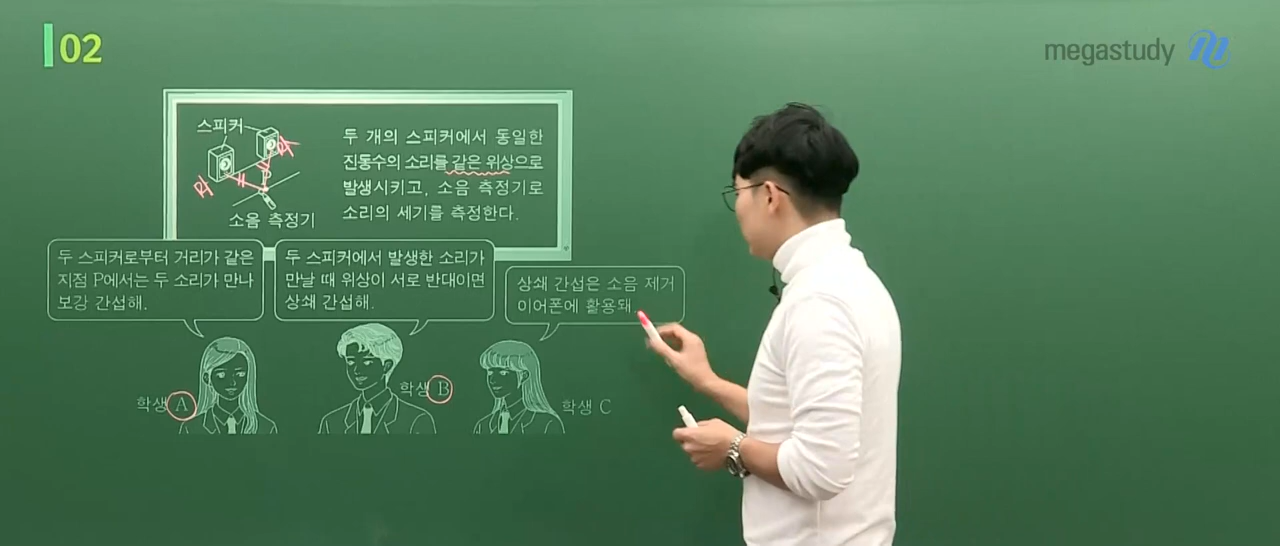 02
megastudy
스피커
소음 측정기
두 개의 스피커에서 동일한
진동수의 소리를 같은 위상으로
발생시키고, 소음 측정기로
소리의 세기를 측정한다.
두 스피커로부터 거리가 같은
지점 P에서는 두 소리가 만나
보강 간섭해.
두 스피커에서 발생한 소리가
만날 때 위상이 서로 반대이면
상쇄 간섭해.
상쇄 간섭은 소음 제거
이어폰에 활용돼.
학생 A
학생 B
학생 C